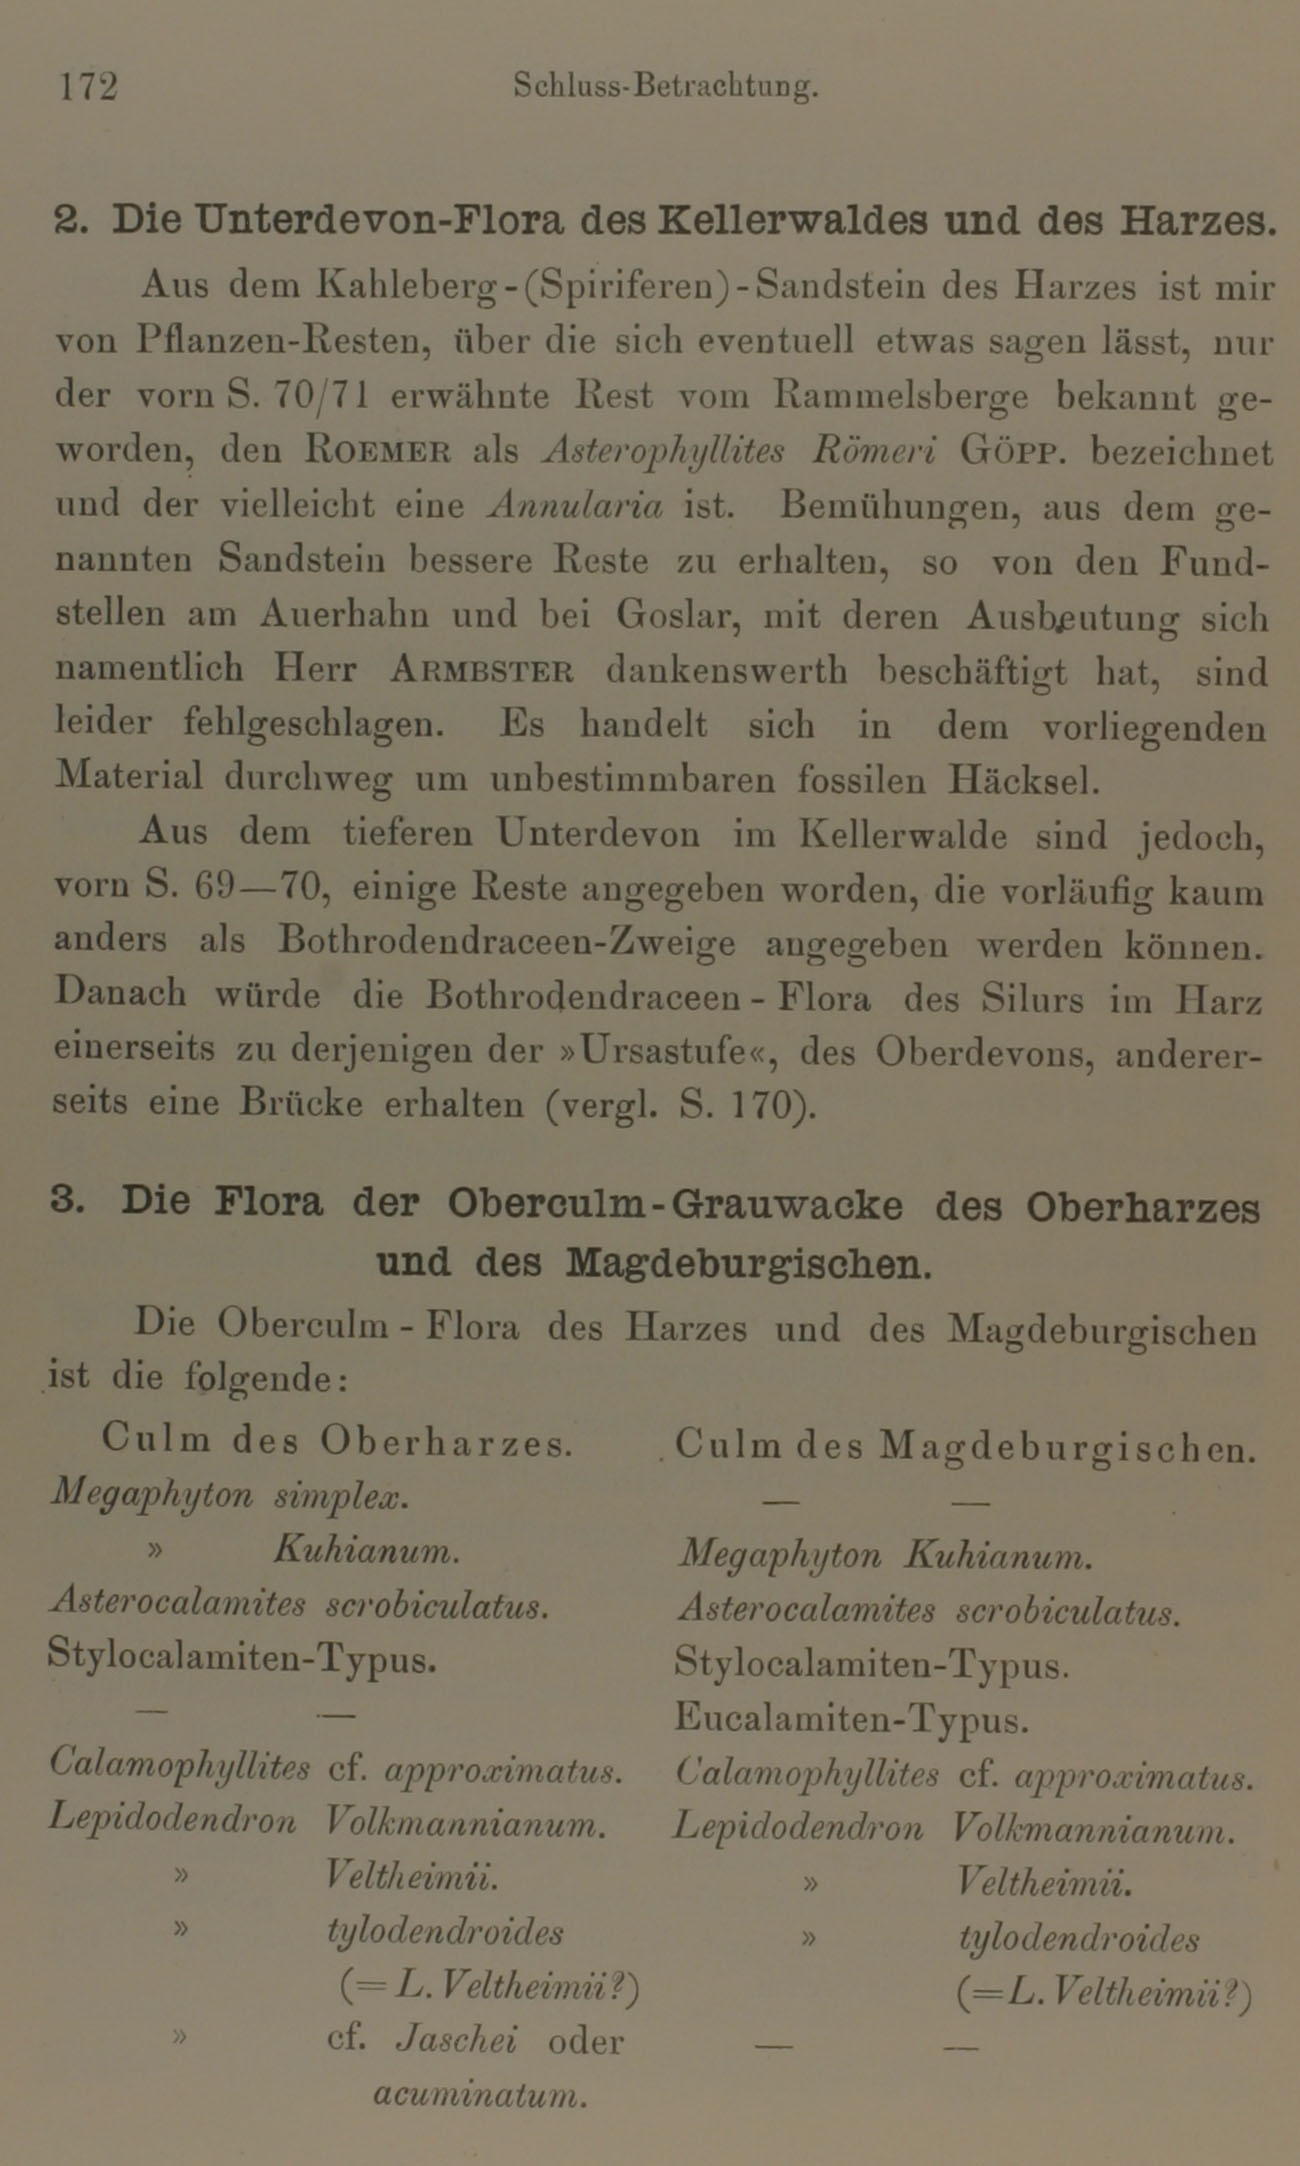 172 Schluss-Betrachtung.
2. Die Unterdevon-Flora des Kellerwaldes und des Harzes.
Aus dem Kahleberg-(Spiriferen)-Sandstein des Harzes ist mir
von Pflanzen-Resten, über die sich eventuell etwas sagen lässt, nur
der vorn S. 70/71 erwähnte Rest vom Rammelsberge bekannt ge-
worden, den ROEMER als Asterophyllites Römeri GÖPP. bezeichnet
und der vielleicht eine Annularia ist. Bemühungen, aus dem ge-
nannten Sandstein bessere Reste zu erhalten, so von den Fund-
stellen am Auerhahn und bei Goslar, mit deren Ausbeutung sich
namentlich Herr ARMBSTER dankenswerth beschäftigt hat, sind
leider fehlgeschlagen. Es handelt sich in dem vorliegenden
Material durchweg um unbestimmbaren fossilen Häcksel.
Aus dem tieferen Unterdevon im Kellerwalde sind jedoch,
vorn S. 69—70, einige Reste angegeben worden, die vorläufig kaum
anders als Bothrodendraceen-Zweige angegeben werden können.
Danach würde die Bothrodendraceen-Flora des Silurs im Harz
einerseits zu derjenigen der »Ursastufe«, des Oberdevons, anderer-
seits eine Brücke erhalten (vergl. S. 170).
3. Die Flora der Oberculm-Grauwacke des Oberharzes
und des Magdeburgischen.
Die Oberculm-Flora des Harzes und des Magdeburgischen
ist die folgende:
Culm des Oberharzes. Culm des Magdeburgischen.
Megaphyton simplex. — —
» Kuhianum. Megaphyton Kuhianum.
Asterocalamites scrobiculatus. Asterocalamites scrobiculatus.
Stylocalamiten-Typus. Stylocalamiten-Typus.
— — Eucalamiten-Typus.
Calamophyllites cf. approximatus. Calamophyllites cf. approximatus.
Lepidodendron Volkmannianum. Lepidodendron Volkmannianum.
» Veltheimii. » Veltheimii.
» tylodendroides » tylodendroides
(= L. Veltheimii?) (= L. Veltheimii?)
» cf. Jaschei oder — —
acuminatum.